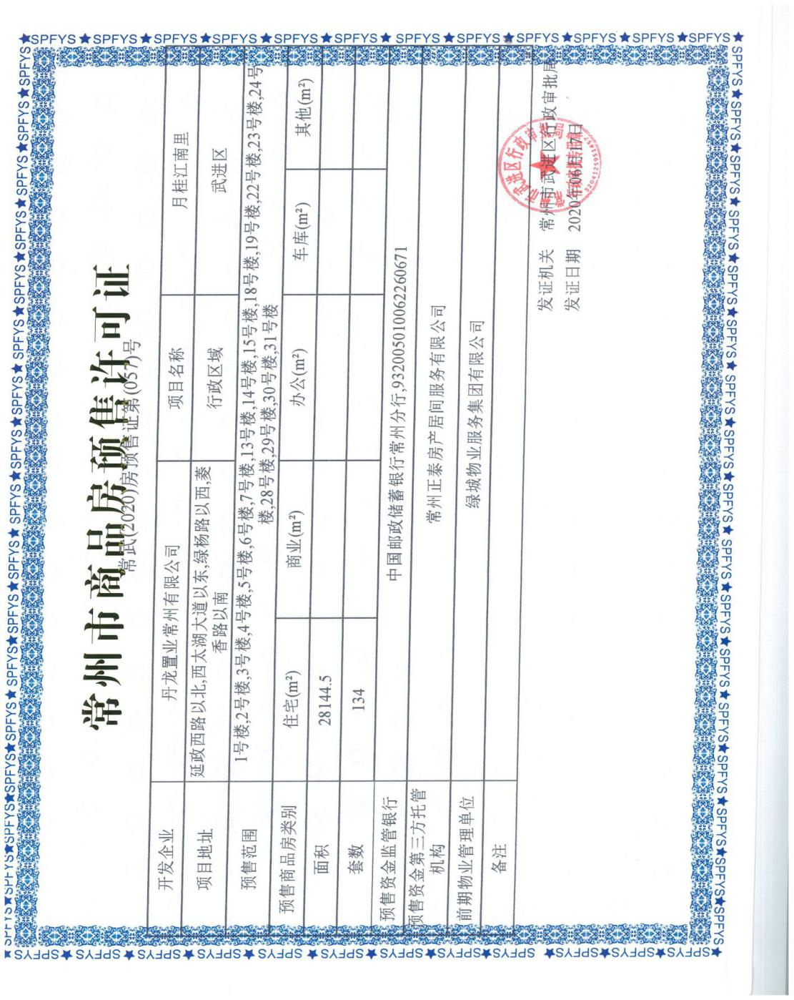 常州市商品房预售许可证
常武(2020)房预售证第(057)号
开发企业 丹龙置业常州有限公司 项目名称 月桂江南里
项目地址 延政西路以北,西太湖大道以东,绿杨路以西,菱 行政区域 武进区
香路以南
预售范围 1号楼,2号楼,3号楼,4号楼,5号楼,6号楼,7号楼,13号楼,14号楼,15号楼,18号楼,19号楼,22号楼,23号楼,24号
楼,28号楼,29号楼,30号楼,31号楼
预售商品房类别 住宅(m²) 商业(m²) 办公(m²) 车库(m²) 其他(m²)
面积 28144.5
套数 134
预售资金监管银行 中国邮政储蓄银行常州分行,932005010062260671
预售资金第三方托管 常州正泰房产居间服务有限公司
机构
前期物业管理单位 绿城物业服务集团有限公司
备注
发证机关 常州市武进区行政审批局
发证日期 2020年06月17日